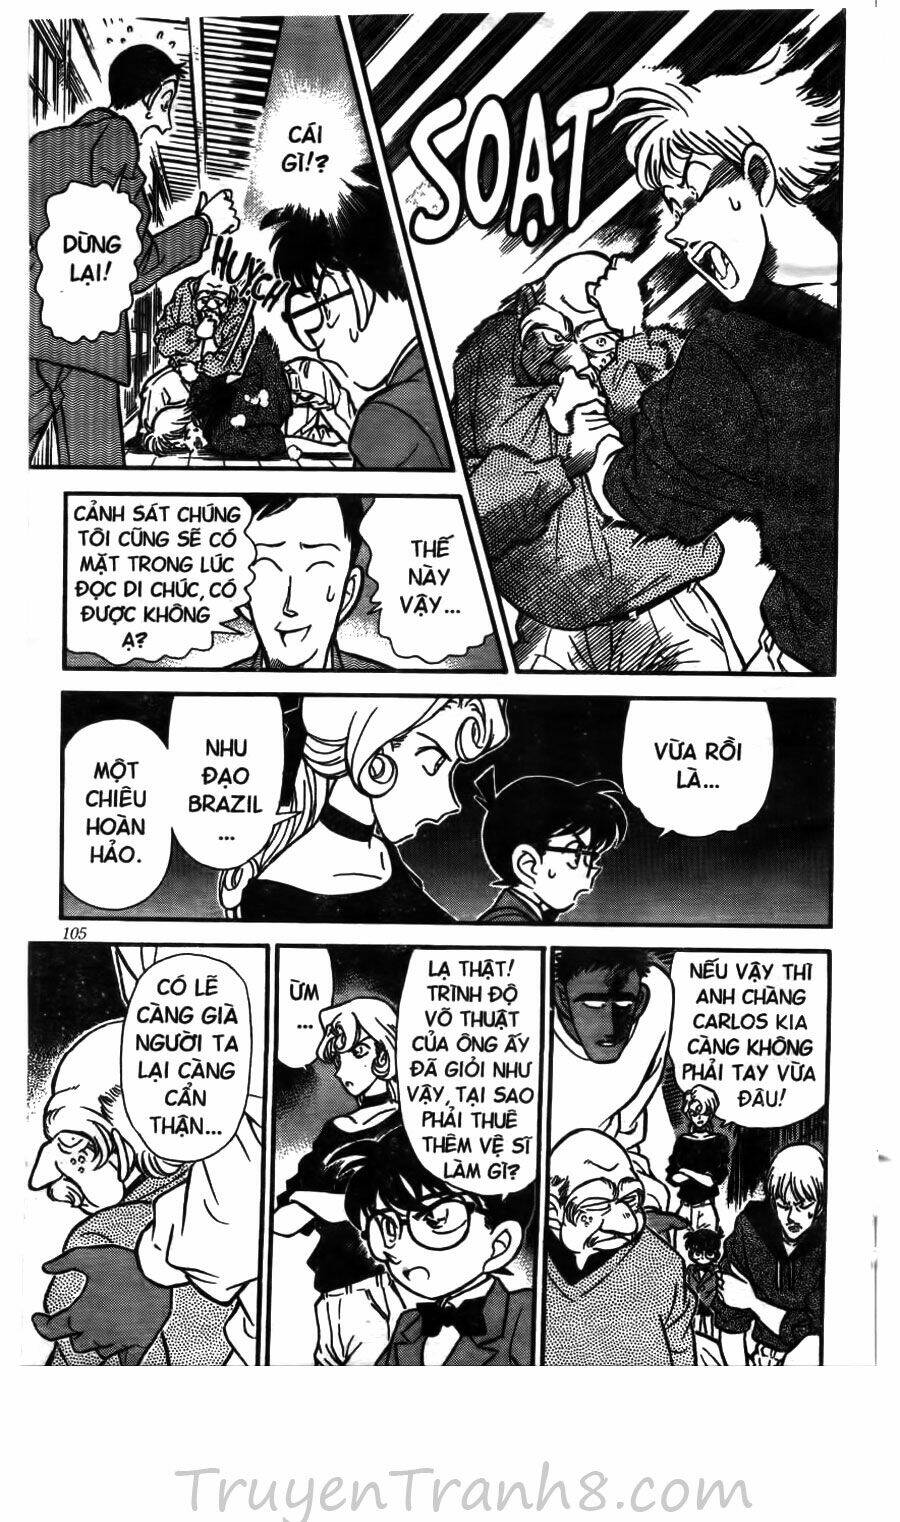 SOẠT
CÁI
GÌ!?
DỪNG
LẠI!
HUỴCH
THẾ
NÀY
VẬY...
CẢNH SÁT CHÚNG
TÔI CŨNG SẼ CÓ
MẶT TRONG LÚC
ĐỌC DI CHÚC, CÓ
ĐƯỢC KHÔNG
Ạ?
VỪA RỒI
LÀ...
NHU
ĐẠO
BRAZIL
...
MỘT
CHIÊU
HOÀN
HẢO.
105
NẾU VẬY THÌ
ANH CHÀNG
CARLOS KIA
CÀNG KHÔNG
PHẢI TAY VỪA
ĐÂU!
LẠ THẬT!
TRÌNH ĐỘ
VÕ THUẬT
CỦA ÔNG ẤY
ĐÃ GIỎI NHƯ
VẬY, TẠI SAO
PHẢI THUÊ
THÊM VỆ SĨ
LÀM GÌ?
ỪM
...
CÓ LẼ
CÀNG GIÀ
NGƯỜI TA
LẠI CÀNG
CẨN
THẬN...
TruyenTranh8.com